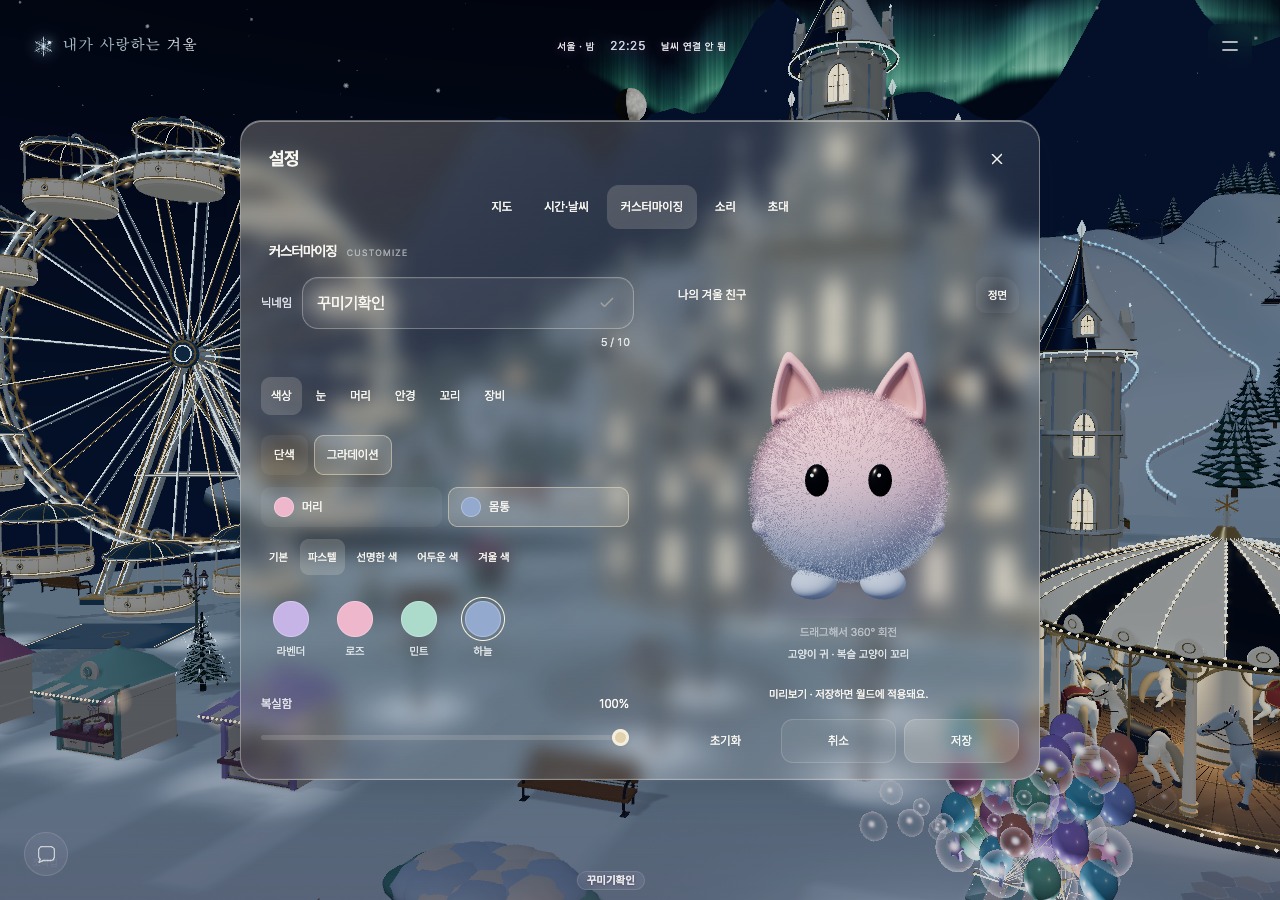 내가 사랑하는 겨울
서울 · 밤 22:25 날씨 연결 안 됨
설정
지도 시간·날씨 커스터마이징 소리 초대
커스터마이징 CUSTOMIZE
닉네임 꾸미기확인
5 / 10
나의 겨울 친구 정면
색상 눈 머리 안경 꼬리 장비
단색 그라데이션
머리 몸통
기본 파스텔 선명한 색 어두운 색 겨울 색
라벤더 로즈 민트 하늘
복실함 100%
드래그해서 360° 회전
고양이 귀 · 복슬 고양이 꼬리
미리보기 · 저장하면 월드에 적용돼요.
초기화 취소 저장
꾸미기확인